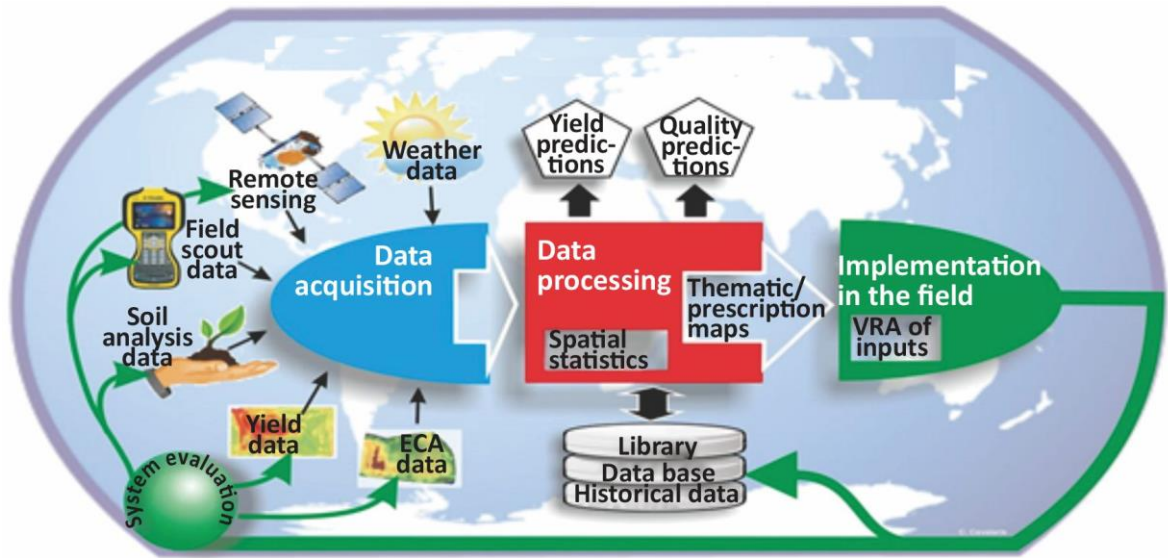 Yield
predic-
tions
Quality
predic-
tions
Weather
data
Remote
sensing
Field
scout
data
Soil
analysis
data
Yield
data
ECA
data
System evaluation
Data
acquisition
Data
processing
Spatial
statistics
Thematic/
prescription
maps
Implementation
in the field
VRA of
inputs
Library
Data base
Historical data